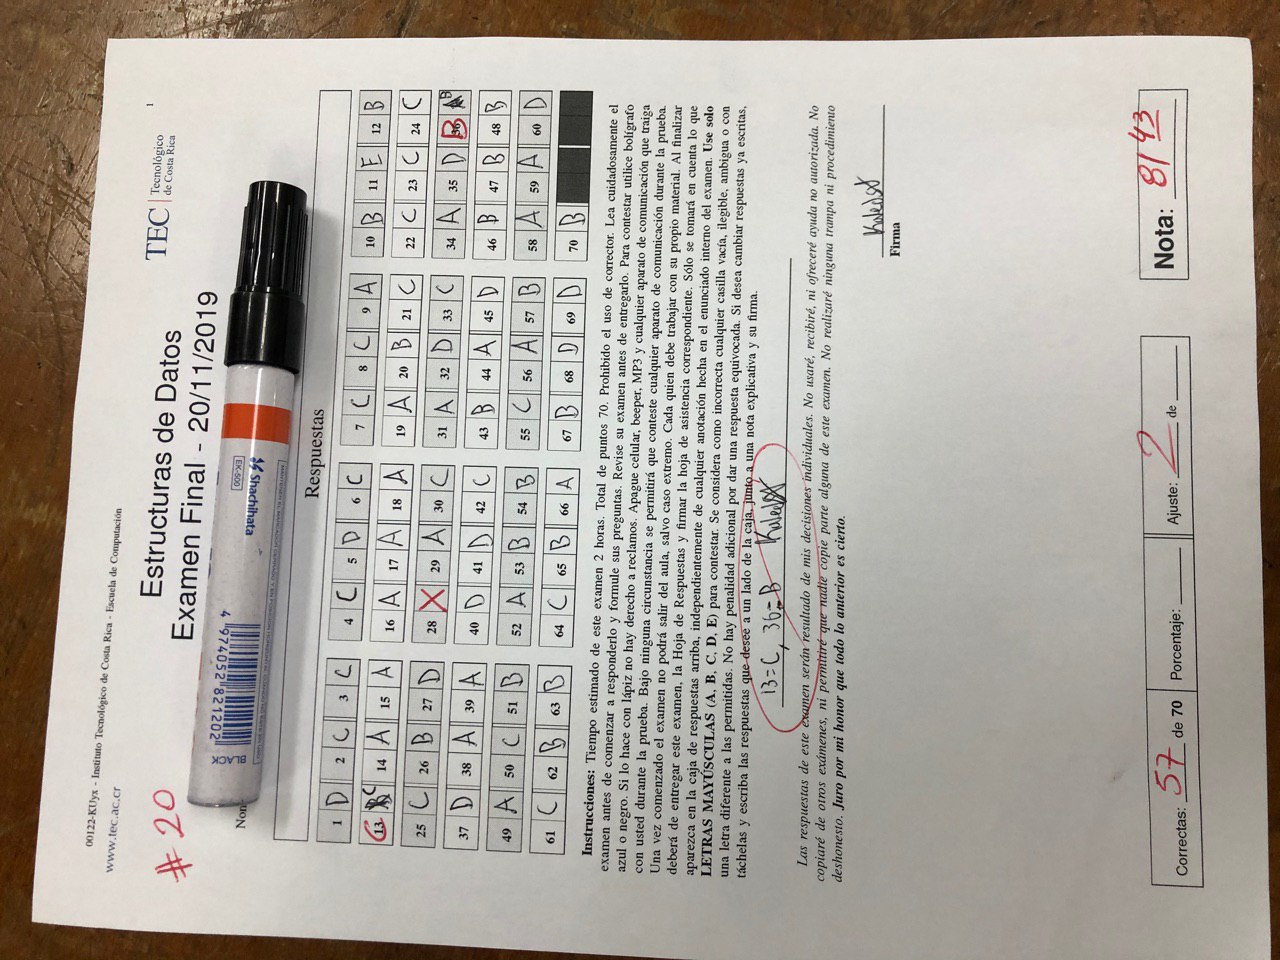 00122-KUyx - Instituto Tecnológico de Costa Rica - Escuela de Computación
1
www.tec.ac.cr
TEC | Tecnológico de Costa Rica
# 20
Estructuras de Datos
Examen Final - 20/11/2019
Nom
Shachihata
EK-500
4 974052 821202
BLACK
Respuestas
1 D 2 C 3 C 4 C 5 D 6 C 7 C 8 C 9 A 10 B 11 E 12 B
13 C 14 A 15 A 16 A 17 A 18 A 19 A 20 B 21 C 22 C 23 C 24 C
25 C 26 B 27 D 28 X 29 A 30 C 31 A 32 D 33 C 34 A 35 D 36 B
37 D 38 A 39 A 40 D 41 D 42 C 43 B 44 A 45 D 46 B 47 B 48 B
49 A 50 C 51 B 52 A 53 B 54 B 55 C 56 A 57 B 58 A 59 A 60 D
61 C 62 B 63 B 64 C 65 B 66 A 67 B 68 D 69 D 70 B
Instrucciones: Tiempo estimado de este examen 2 horas. Total de puntos 70. Prohibido el uso de corrector. Lea cuidadosamente el
examen antes de comenzar a responderlo y formule sus preguntas. Revise su examen antes de entregarlo. Para contestar utilice bolígrafo
azul o negro. Si lo hace con lápiz no hay derecho a reclamos. Apague celular, beeper, MP3 y cualquier aparato de comunicación que traiga
con usted durante la prueba. Bajo ninguna circunstancia se permitirá que conteste cualquier aparato de comunicación durante la prueba.
Una vez comenzado el examen no podrá salir del aula, salvo caso extremo. Cada quien debe trabajar con su propio material. Al finalizar
deberá de entregar este examen, la Hoja de Respuestas y firmar la hoja de asistencia correspondiente. Sólo se tomará en cuenta lo que
aparezca en la caja de respuestas arriba, independientemente de cualquier anotación hecha en el enunciado interno del examen. Use solo
LETRAS MAYÚSCULAS (A, B, C, D, E) para contestar. Se considera como incorrecta cualquier casilla vacía, ilegible, ambigua o con
una letra diferente a las permitidas. No hay penalidad adicional por dar una respuesta equivocada. Si desea cambiar respuestas ya escritas,
táchelas y escriba las respuestas que desee a un lado de la caja, junto a una nota explicativa y su firma.
13=C, 36=B
Las respuestas de este examen serán resultado de mis decisiones individuales. No usaré, recibiré, ni ofreceré ayuda no autorizada. No
copiaré de otros exámenes, ni permitiré que nadie copie parte alguna de este examen. No realizaré ninguna trampa ni procedimiento
deshonesto. Juro por mi honor que todo lo anterior es cierto.
Firma
Correctas: 57 de 70 Porcentaje: Ajuste: 2 de Nota: 81 43